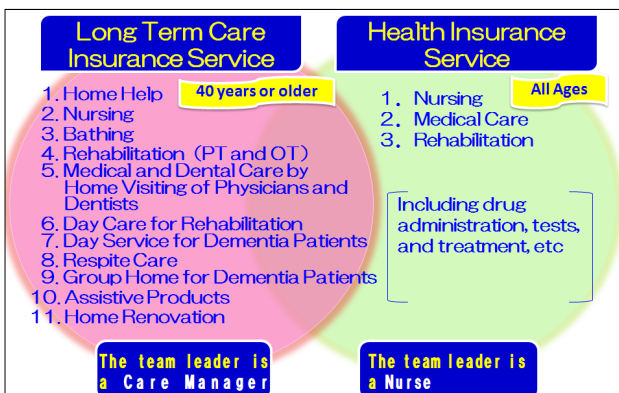 Long Term Care
Insurance Service
40 years or older
1. Home Help
2. Nursing
3. Bathing
4. Rehabilitation (PT and OT)
5. Medical and Dental Care by
Home Visiting of Physicians and
Dentists
6. Day Care for Rehabilitation
7. Day Service for Dementia Patients
8. Respite Care
9. Group Home for Dementia Patients
10. Assistive Products
11. Home Renovation
The team leader is
a Care Manager
Health Insurance
Service
All Ages
1. Nursing
2. Medical Care
3. Rehabilitation
Including drug
administration, tests,
and treatment, etc
The team leader is
a Nurse